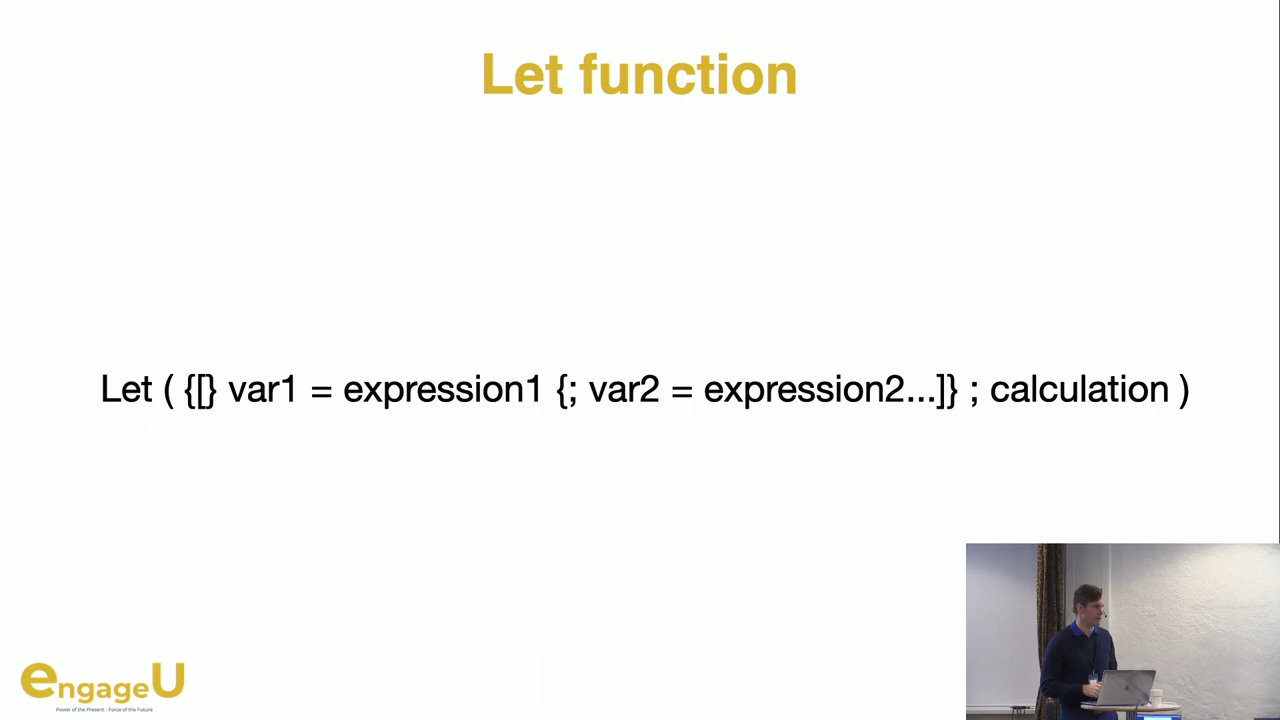 Let function
Let ( {[} var1 = expression1 {; var2 = expression2...]} ; calculation )
engageU
Power of the Present - Force of the Future